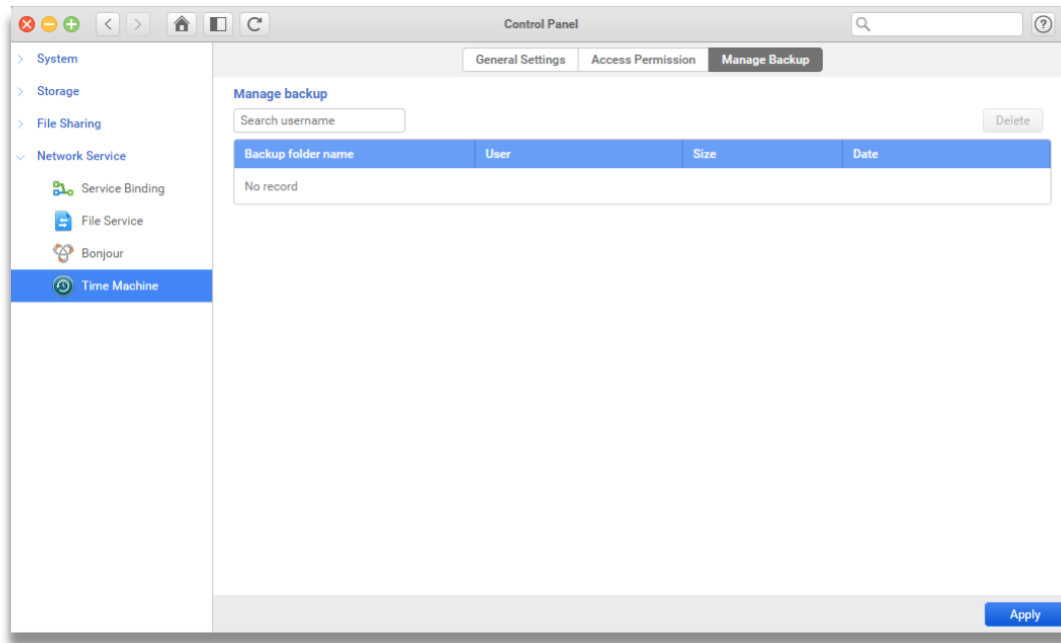 Control Panel
?
System
Storage
File Sharing
Network Service
Service Binding
File Service
Bonjour
Time Machine
General Settings Access Permission Manage Backup
Manage backup
Search username
Delete
Backup folder name User Size Date
No record
Apply